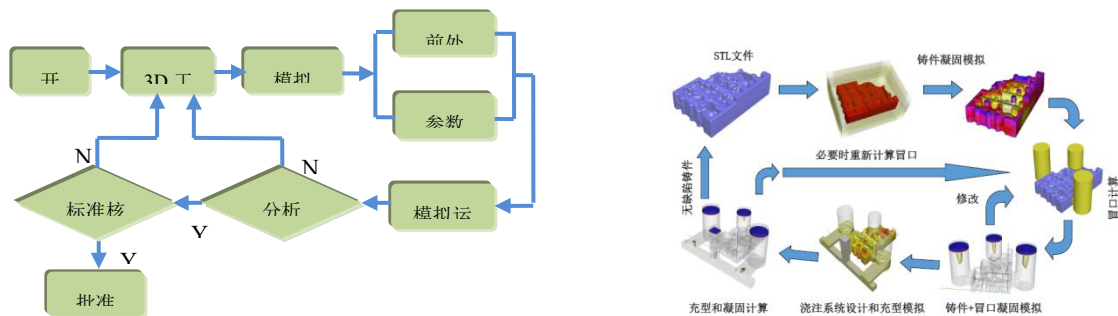 开
3D 工
模拟
前处
参数
N
N
标准核
分析
模拟运
Y
Y
批准
STL文件
铸件凝固模拟
必要时重新计算冒口
无缺陷铸件
修改
冒口计算
充型和凝固计算
浇注系统设计和充型模拟
铸件+冒口凝固模拟